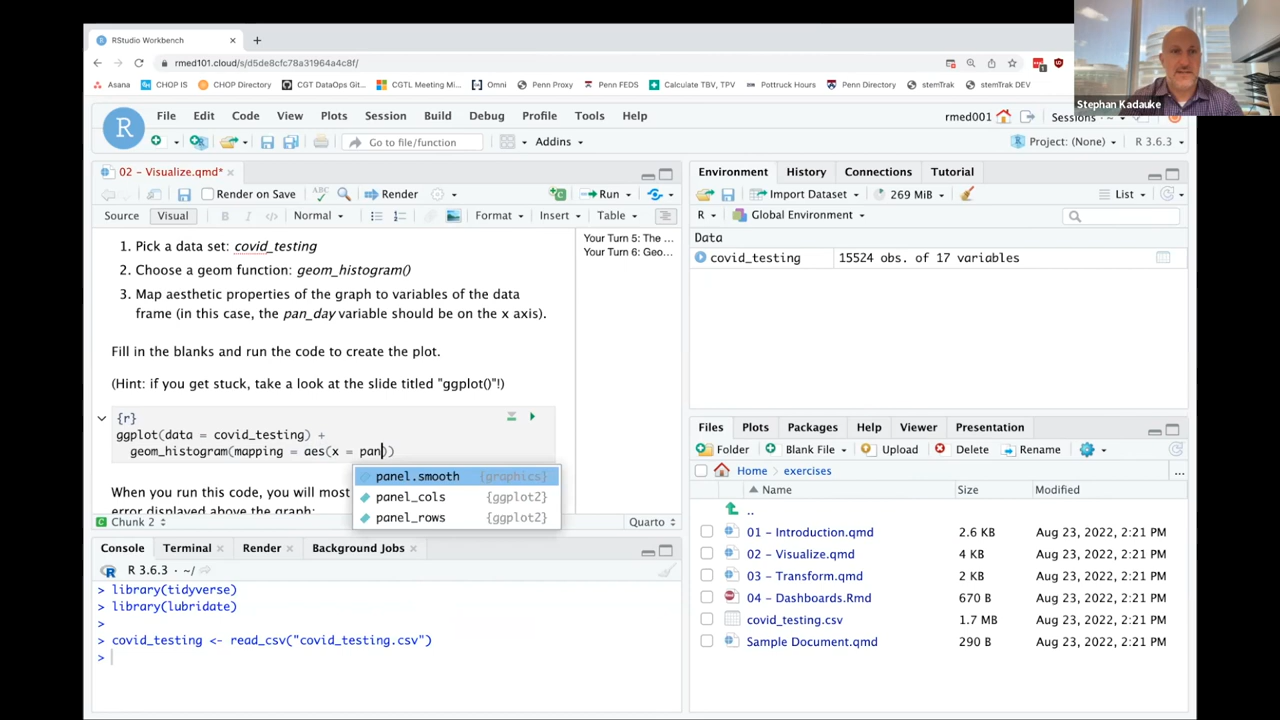 RStudio Workbench
rmed101.cloud/s/d5de8cfc78a31964a4c8f/
Asana CHOP IS CHOP Directory CGT DataOps Git... CGTL Meeting Mi... Omni Penn Proxy Penn FEDS Calculate TBV, TPV Pottruck Hours Penn Directory stemTrak stemTrak DEV
Stephan Kadauke
File Edit Code View Plots Session Build Debug Profile Tools Help
rmed001 Sessions
Go to file/function Addins
Project: (None) R 3.6.3
02 - Visualize.qmd*
Render on Save ABC Render Run
Source Visual B I </> Normal Format Insert Table
1. Pick a data set: covid_testing
2. Choose a geom function: geom_histogram()
3. Map aesthetic properties of the graph to variables of the data
frame (in this case, the pan_day variable should be on the x axis).
Fill in the blanks and run the code to create the plot.
(Hint: if you get stuck, take a look at the slide titled "ggplot()"!)
{r}
ggplot(data = covid_testing) +
geom_histogram(mapping = aes(x = pan))
panel.smooth {graphics}
panel_cols {ggplot2}
panel_rows {ggplot2}
When you run this code, you will most
error displayed above the graph:
Your Turn 5: The ...
Your Turn 6: Geo...
Chunk 2 Quarto
Console Terminal Render Background Jobs
R 3.6.3 · ~/
> library(tidyverse)
> library(lubridate)
>
> covid_testing <- read_csv("covid_testing.csv")
>
Environment History Connections Tutorial
Import Dataset 269 MiB List
R Global Environment
Data
covid_testing 15524 obs. of 17 variables
Files Plots Packages Help Viewer Presentation
Folder Blank File Upload Delete Rename
Home exercises ...
Name Size Modified
..
01 - Introduction.qmd 2.6 KB Aug 23, 2022, 2:21 PM
02 - Visualize.qmd 4 KB Aug 23, 2022, 2:21 PM
03 - Transform.qmd 2 KB Aug 23, 2022, 2:21 PM
04 - Dashboards.Rmd 670 B Aug 23, 2022, 2:21 PM
covid_testing.csv 1.7 MB Aug 23, 2022, 2:21 PM
Sample Document.qmd 290 B Aug 23, 2022, 2:21 PM